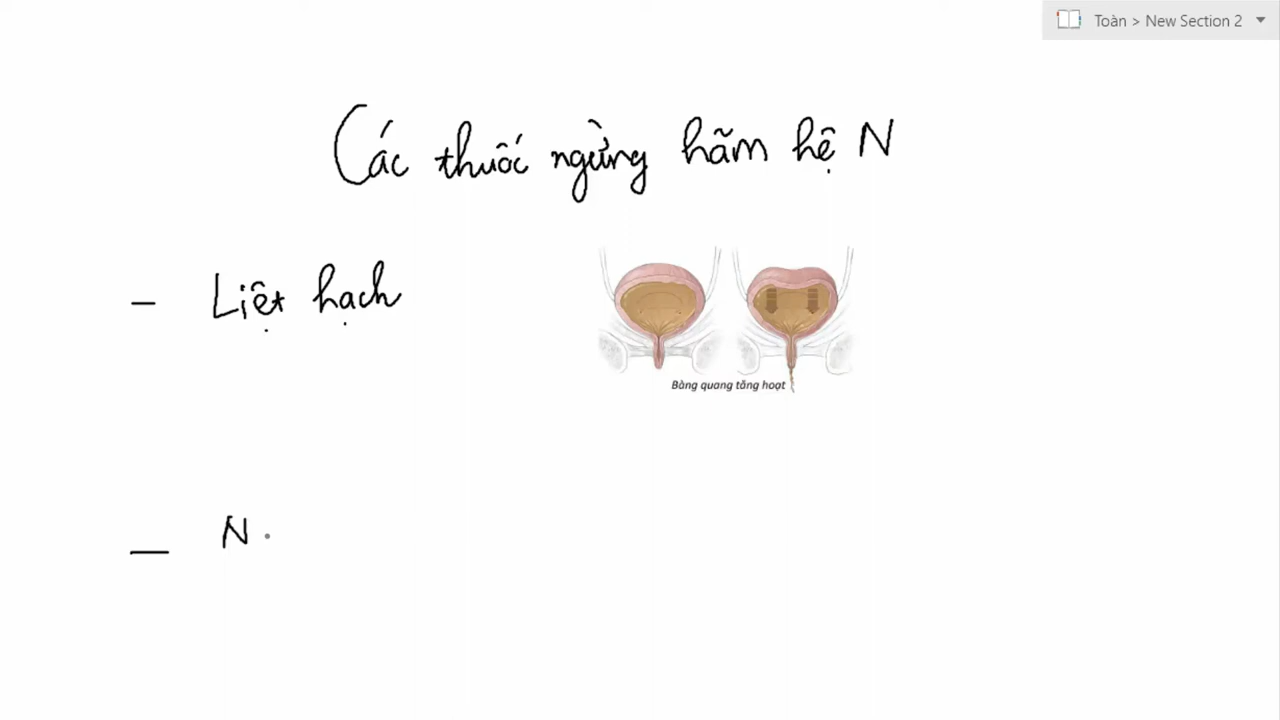 Toàn > New Section 2
Các thuốc ngừng hãm hệ N
- Liệt hạch
Bàng quang tăng hoạt
- N